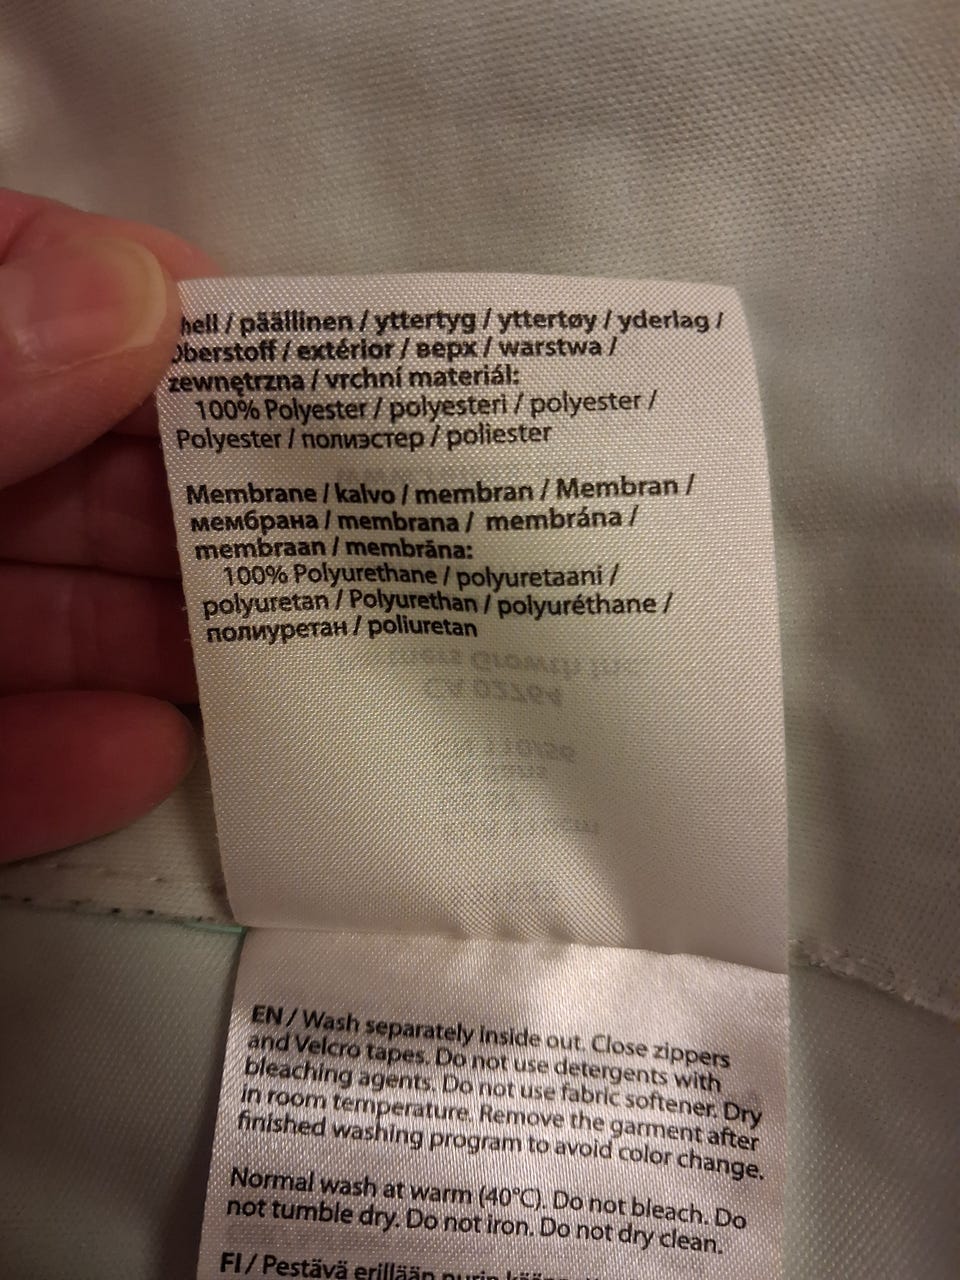 hell / päällinen / yttertyg / yttertøy / yderlag /
Oberstoff / extérior / верх / warstwa /
zewnętrzna / vrchní materiál:
100% Polyester / polyesteri / polyester /
Polyester / полиэстер / poliester
Membrane / kalvo / membran / Membran /
мембрана / membrana / membrána /
membraan / membrāna:
100% Polyurethane / polyuretaani /
polyuretan / Polyurethan / polyuréthane /
полиуретан / poliuretan
EN / Wash separately inside out. Close zippers
and Velcro tapes. Do not use detergents with
bleaching agents. Do not use fabric softener. Dry
in room temperature. Remove the garment after
finished washing program to avoid color change.
Normal wash at warm (40°C). Do not bleach. Do
not tumble dry. Do not iron. Do not dry clean.
FI / Pestävä erillään nurin